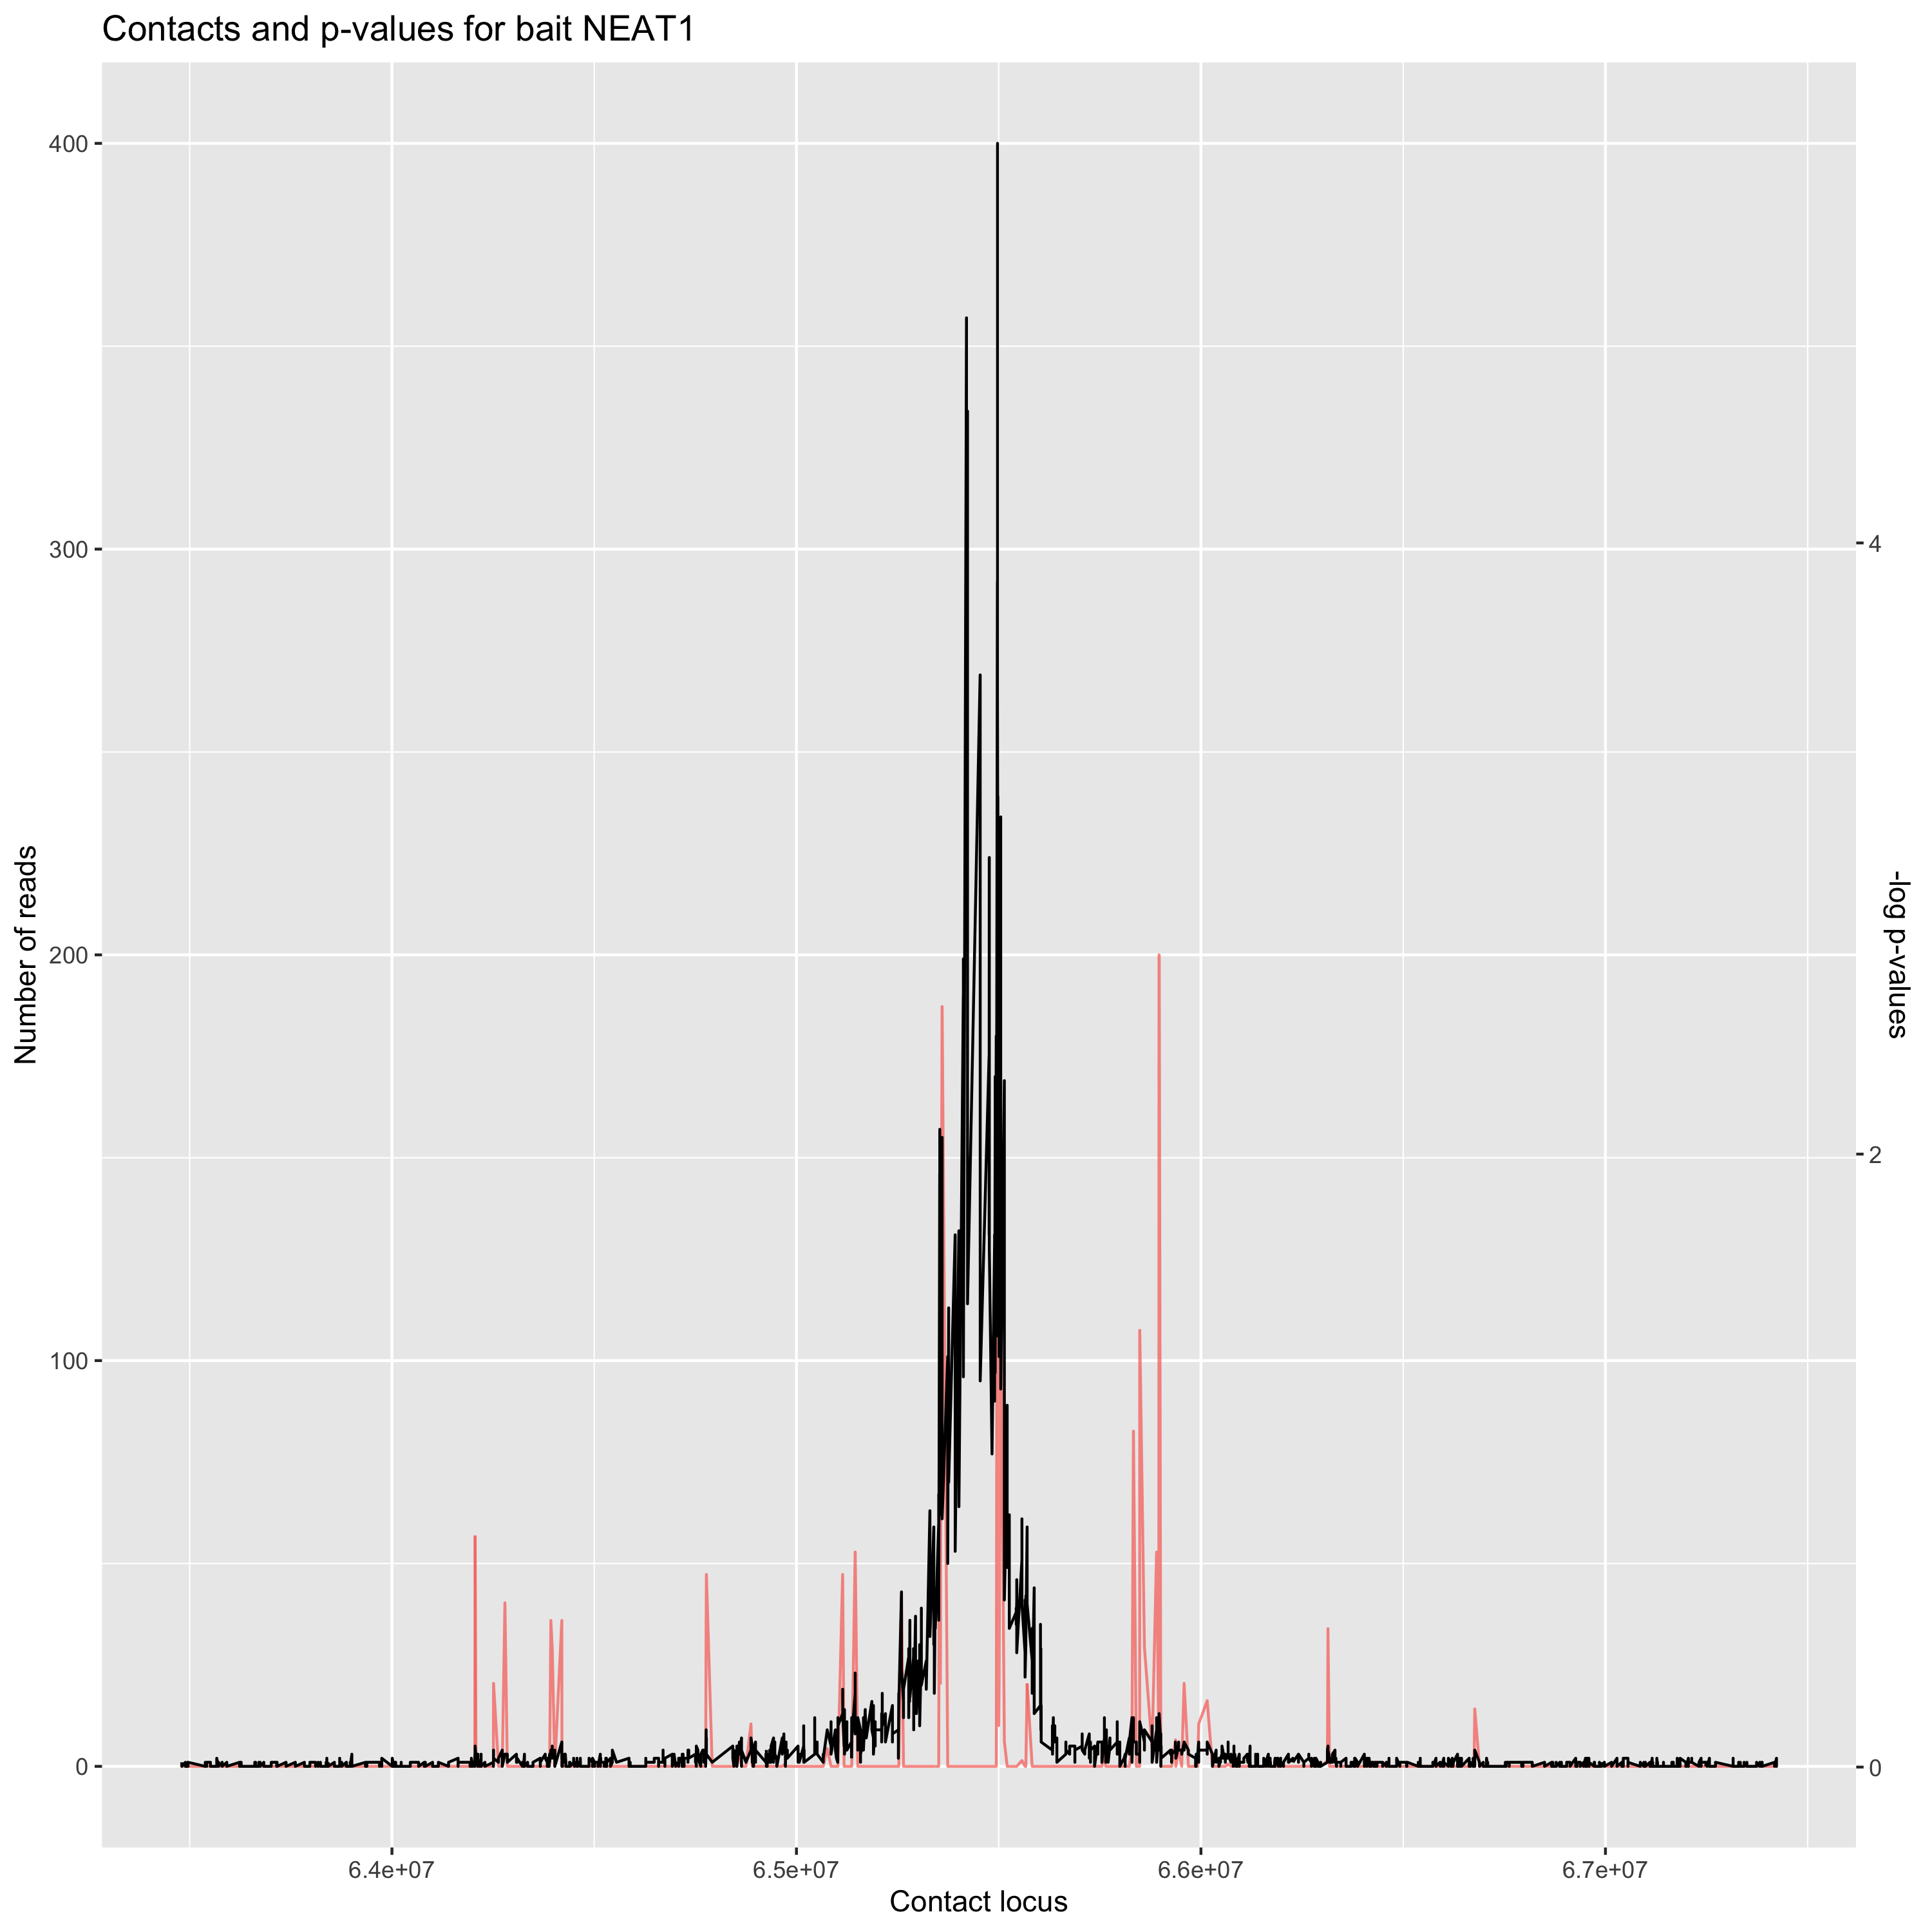 Contacts and p-values for bait NEAT1
400
300
200
100
0
Number of reads
4
2
0
-log p-values
6.4e+07
6.5e+07
6.6e+07
6.7e+07
Contact locus